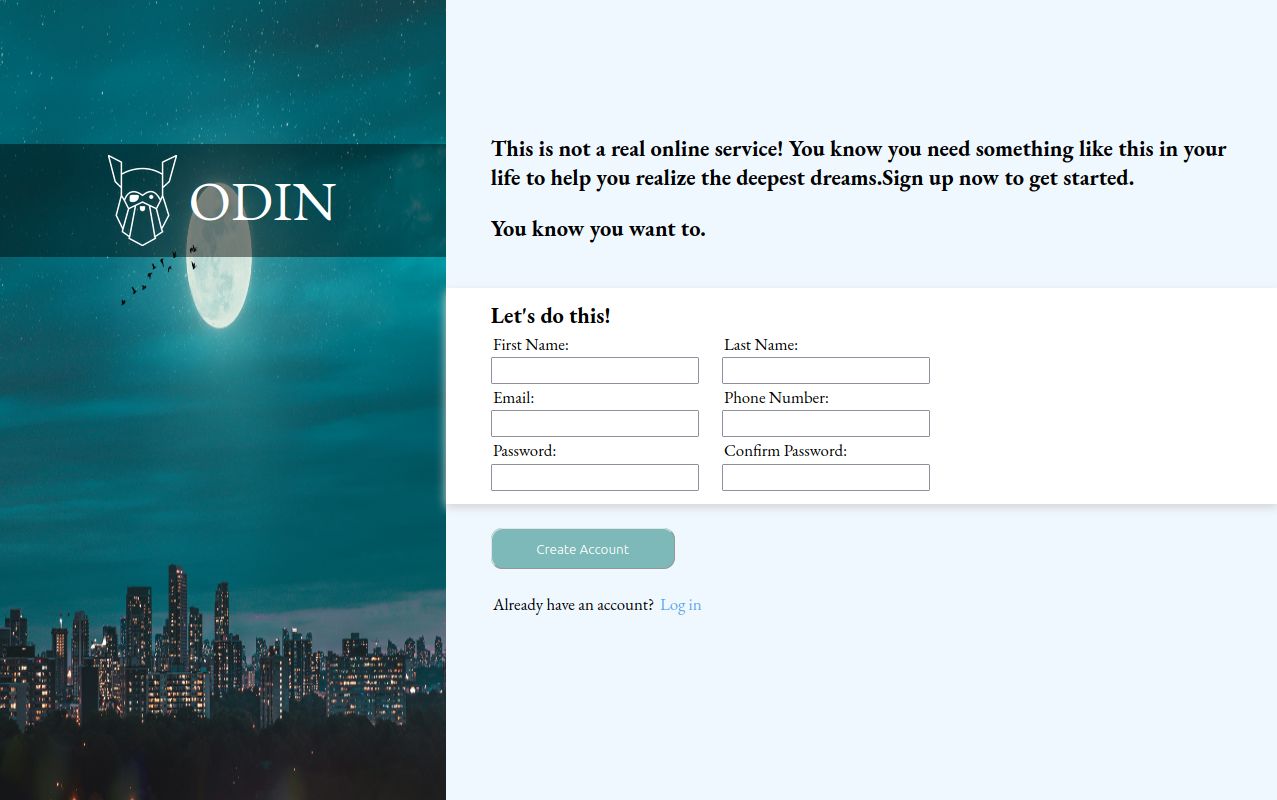 ODIN
This is not a real online service! You know you need something like this in your
life to help you realize the deepest dreams.Sign up now to get started.
You know you want to.
Let's do this!
First Name: Last Name:
Email: Phone Number:
Password: Confirm Password:
Create Account
Already have an account? Log in